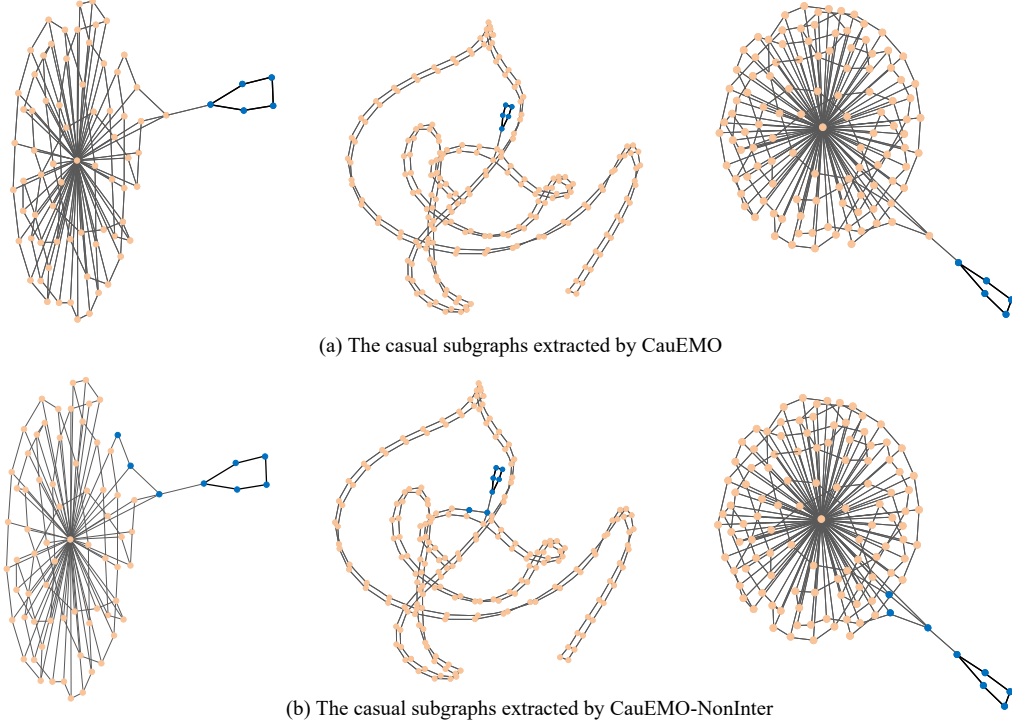 (a) The casual subgraphs extracted by CauEMO
(b) The casual subgraphs extracted by CauEMO-NonInter